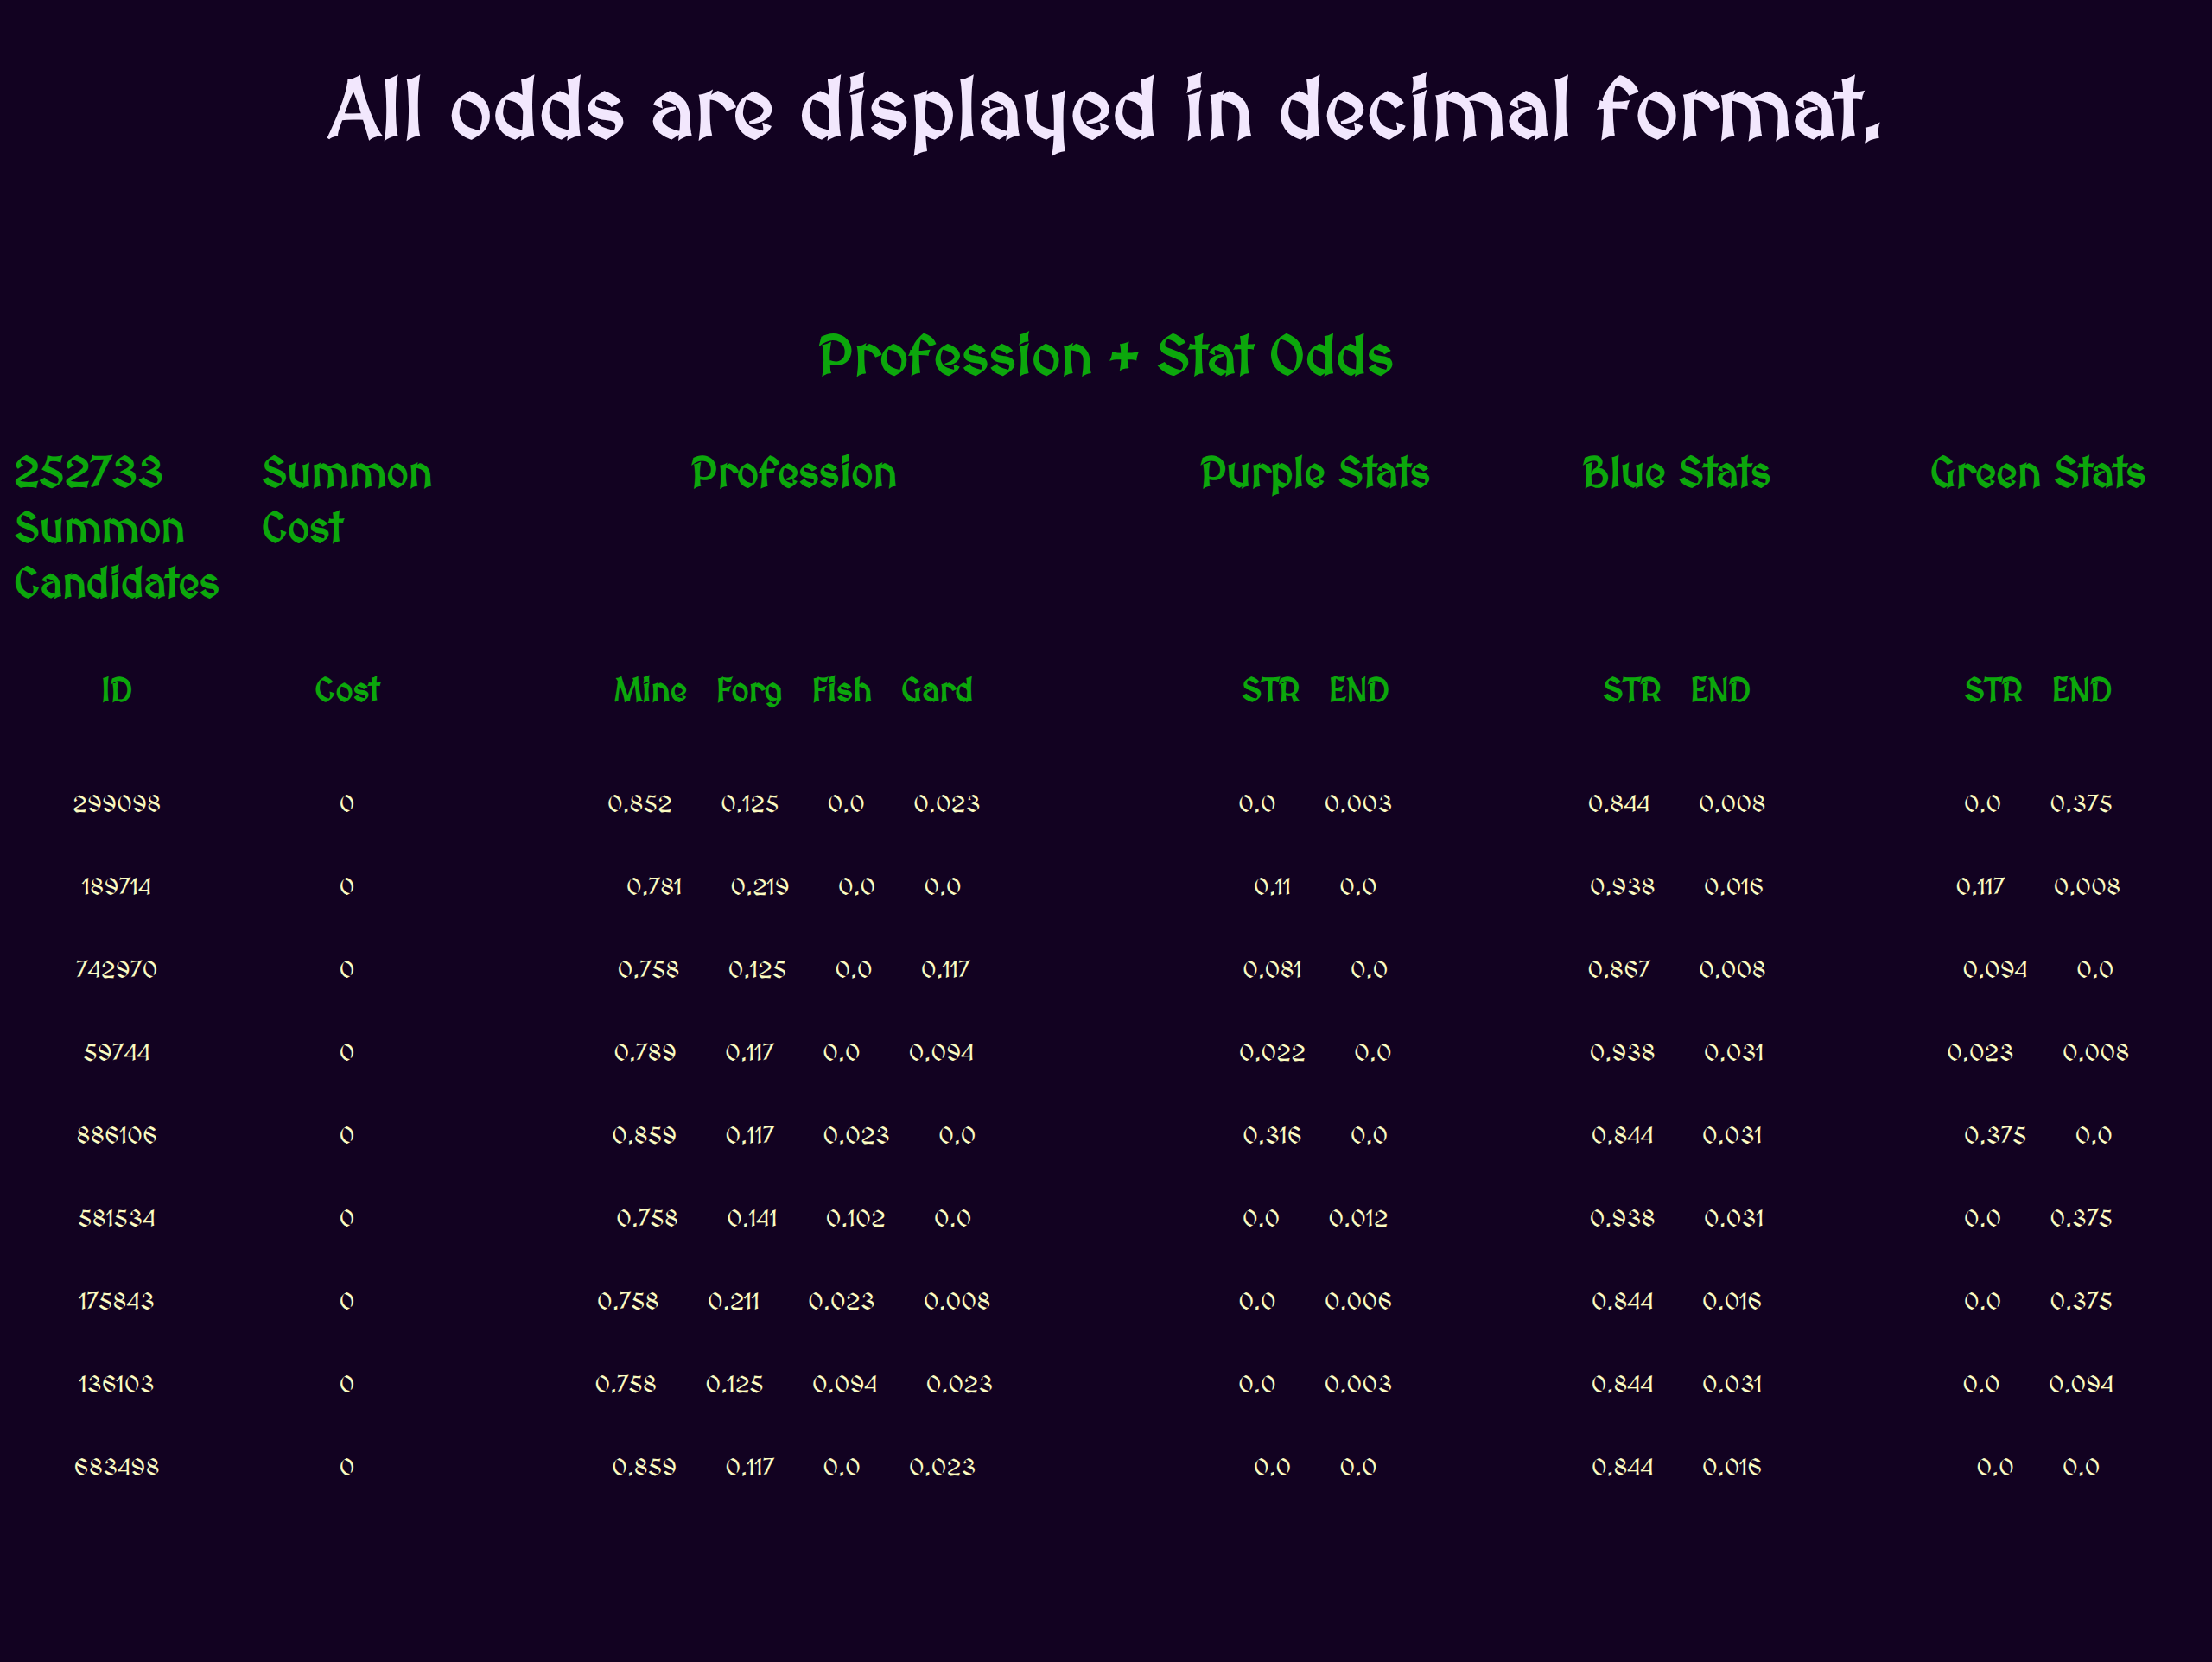 All odds are displayed in decimal format.
Profession + Stat Odds
252733 Summon Candidates Summon Cost Profession Purple Stats Blue Stats Green Stats
ID Cost Mine Forg Fish Gard STR END STR END STR END
299098 0 0.852 0.125 0.0 0.023 0.0 0.003 0.844 0.008 0.0 0.375
189714 0 0.781 0.219 0.0 0.0 0.11 0.0 0.938 0.016 0.117 0.008
742970 0 0.758 0.125 0.0 0.117 0.081 0.0 0.867 0.008 0.094 0.0
59744 0 0.789 0.117 0.0 0.094 0.022 0.0 0.938 0.031 0.023 0.008
886106 0 0.859 0.117 0.023 0.0 0.316 0.0 0.844 0.031 0.375 0.0
581534 0 0.758 0.141 0.102 0.0 0.0 0.012 0.938 0.031 0.0 0.375
175843 0 0.758 0.211 0.023 0.008 0.0 0.006 0.844 0.016 0.0 0.375
136103 0 0.758 0.125 0.094 0.023 0.0 0.003 0.844 0.031 0.0 0.094
683498 0 0.859 0.117 0.0 0.023 0.0 0.0 0.844 0.016 0.0 0.0